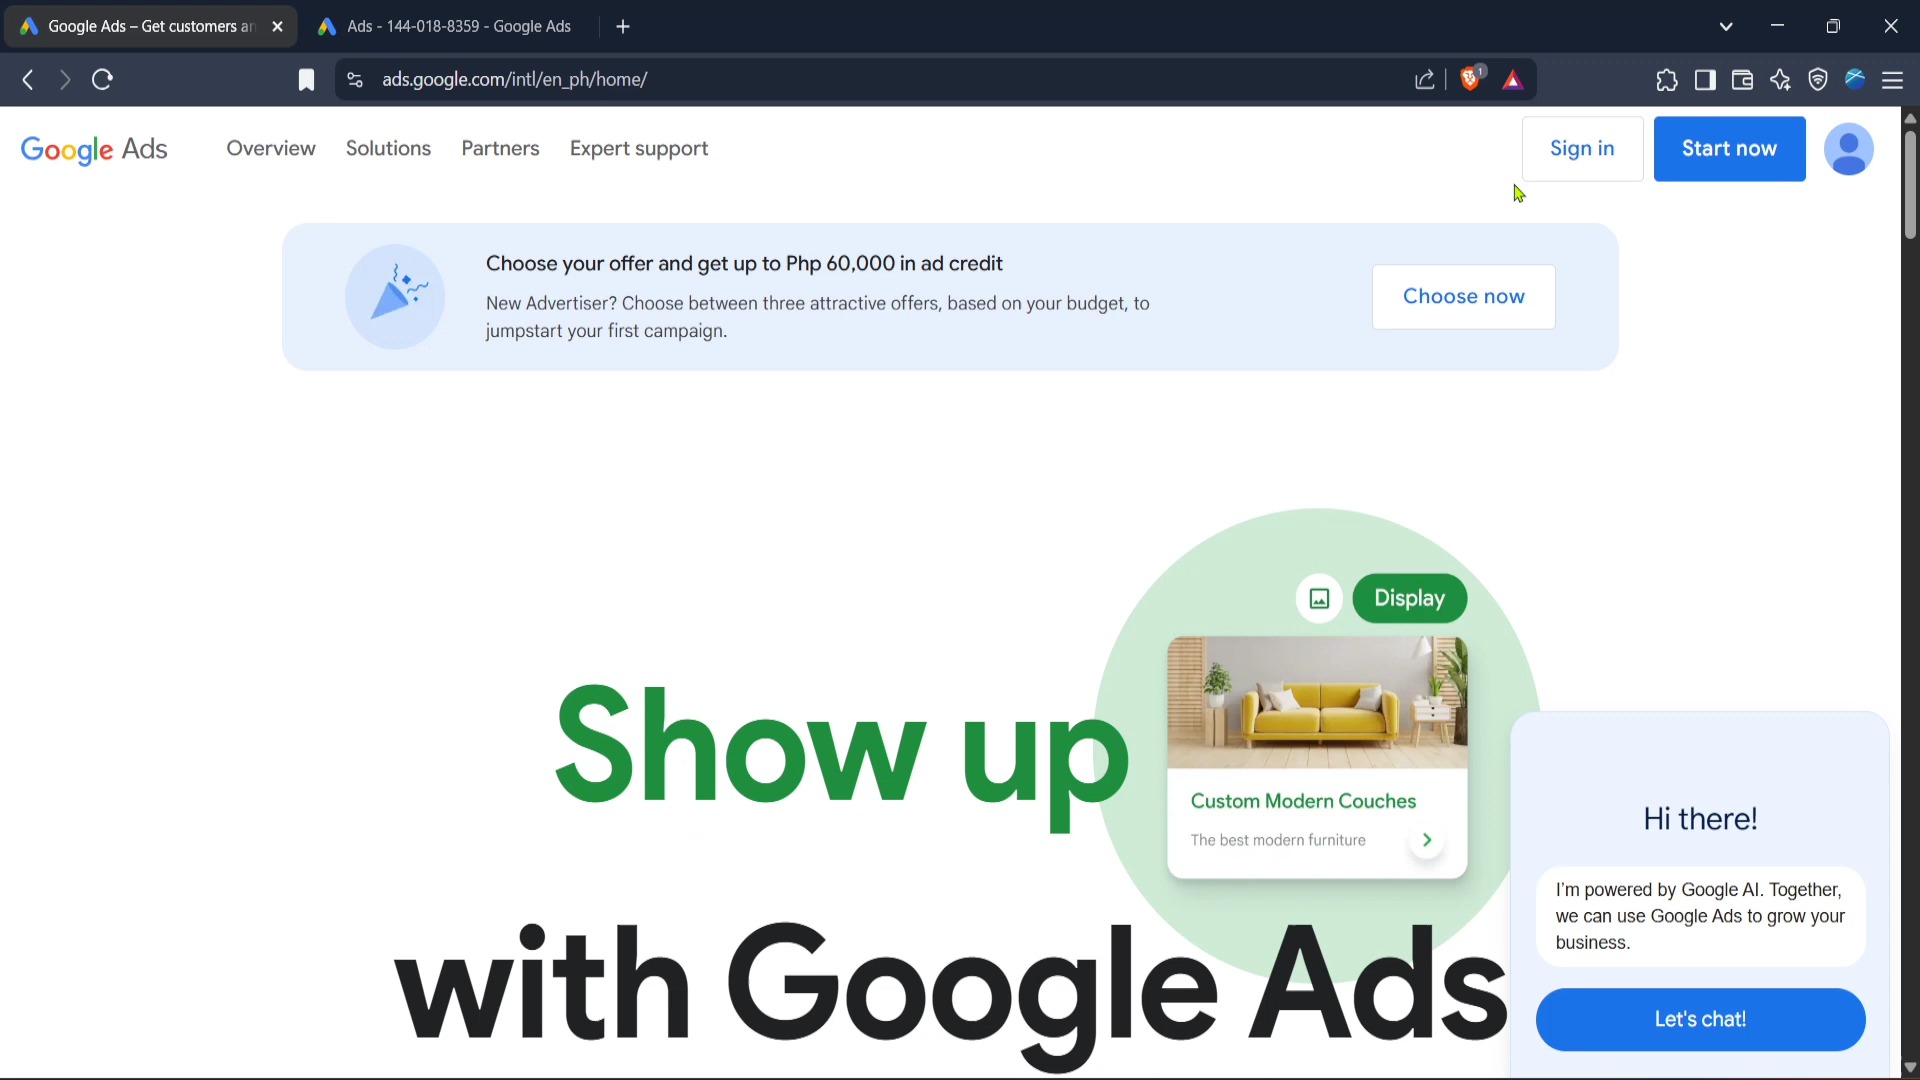 Google Ads – Get customers an
Ads - 144-018-8359 - Google Ads
ads.google.com/intl/en_ph/home/
1
Google Ads
Overview
Solutions
Partners
Expert support
Sign in
Start now
Choose your offer and get up to Php 60,000 in ad credit
New Advertiser? Choose between three attractive offers, based on your budget, to
jumpstart your first campaign.
Choose now
Display
Show up
Custom Modern Couches
The best modern furniture
with Google Ads
Hi there!
I'm powered by Google AI. Together,
we can use Google Ads to grow your
business.
Let's chat!